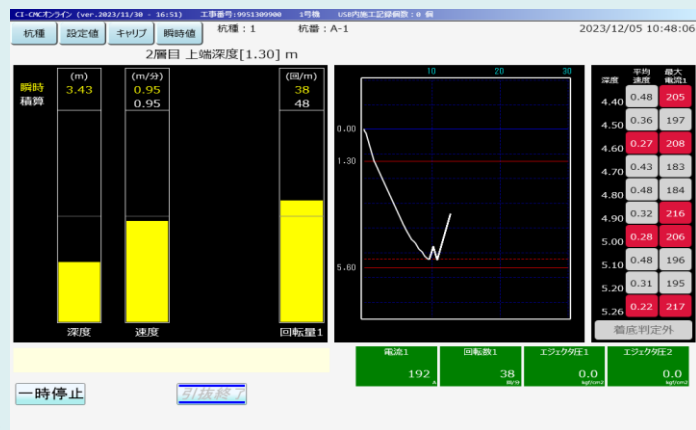 CI-CMCオンライン (ver.2023/11/30 - 16:51) 工事番号:9951309900 1号機 USB内施工記録個数:0 個
杭種 設定値 キャリブ 瞬時値 杭種:1 杭番:A-1 2023/12/05 10:48:06
2層目 上端深度[1.30] m
(m) (m/分) (回/m)
瞬時 3.43 0.95 38
積算 0.95 48
深度 速度 回転量1
10 20 30
0.00
1.30
5.60
深度 平均速度 最大電流1
4.40 0.48 205
4.50 0.36 197
4.60 0.27 208
4.70 0.43 183
4.80 0.48 184
4.90 0.32 216
5.00 0.28 206
5.10 0.48 196
5.20 0.31 195
5.26 0.22 217
着底判定外
電流1 回転数1 エジェクタ圧1 エジェクタ圧2
192 A 38 回/分 0.0 kgf/cm2 0.0 kgf/cm2
一時停止 引抜終了